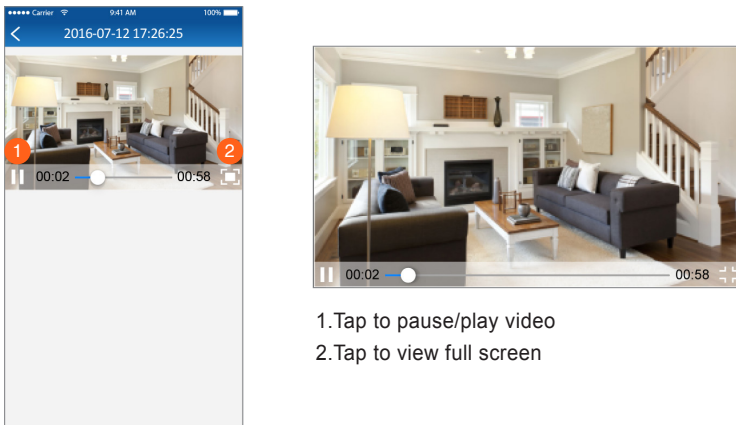 Carrier 9:41 AM 100%
2016-07-12 17:26:25
1 2
00:02 00:58
00:02 00:58
1.Tap to pause/play video
2.Tap to view full screen